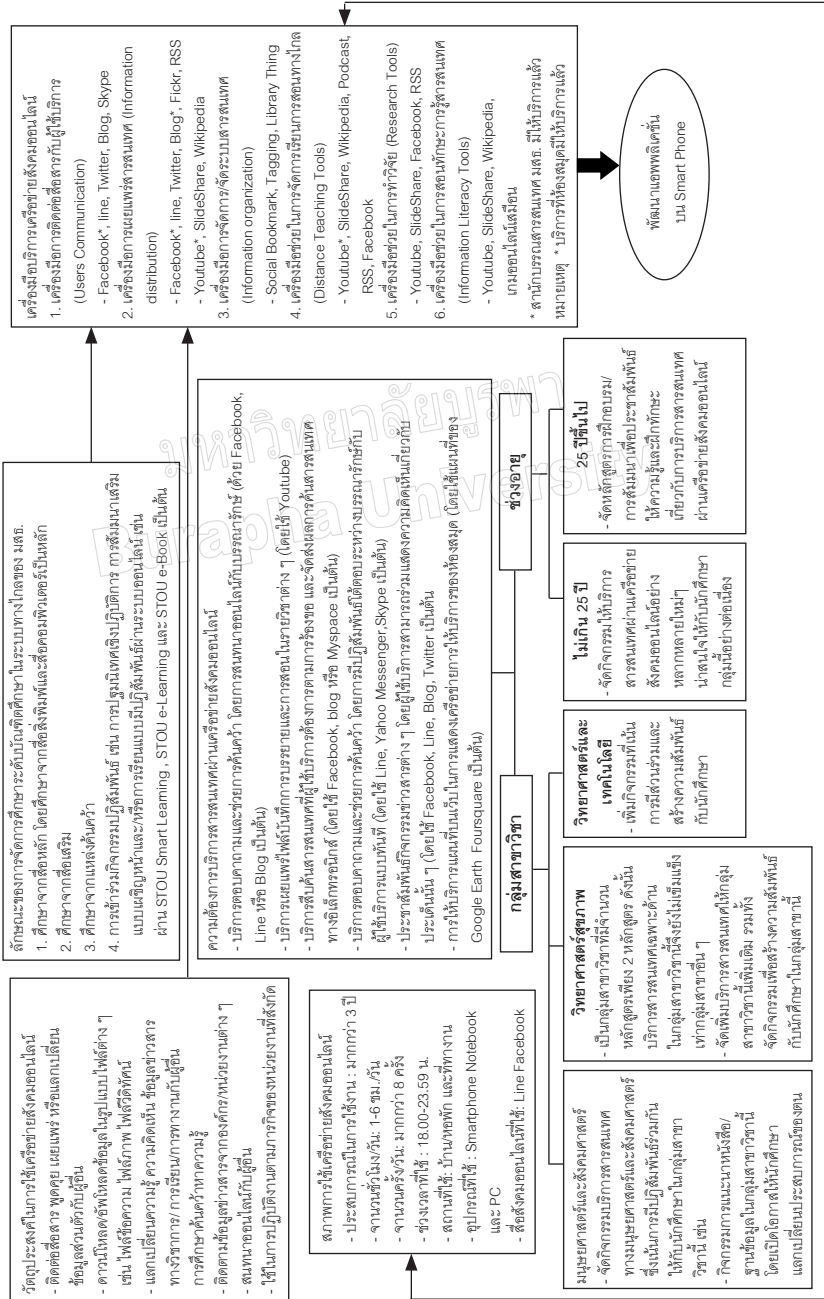 วัตถุประสงค์ในการใช้เครือข่ายสังคมออนไลน์
- ติดต่อสื่อสาร พูดคุย เผยแพร่ หรือแลกเปลี่ยน
ข้อมูลส่วนตัวกับผู้อื่น
- ดาวน์โหลด/อัพโหลดข้อมูลในรูปแบบไฟล์ต่าง ๆ
เช่น ไฟล์ข้อความ ไฟล์ภาพ ไฟล์วีดิทัศน์
- แลกเปลี่ยนความรู้ ความคิดเห็น ข้อมูลข่าวสาร
ทางวิชาการ/ การเรียน/การทางานกับผู้อื่น
การศึกษาค้นคว้าหาความรู้
- ติดตามข้อมูลข่าวสารจากองค์กร/หน่วยงานต่าง ๆ
- สนทนาออนไลน์กับผู้อื่น
- ใช้ในการปฏิบัติงานตามภารกิจของหน่วยงานที่สังกัด
ลักษณะของการจัดการศึกษาระดับบัณฑิตศึกษาในระบบทางไกลของ มสธ.
1. ศึกษาจากสื่อหลัก โดยศึกษาจากสื่อสิ่งพิมพ์และสื่อคอมพิวเตอร์เป็นหลัก
2. ศึกษาจากสื่อเสริม
3. ศึกษาจากแหล่งค้นคว้า
4. การเข้าร่วมกิจกรรมปฏิสัมพันธ์ เช่น การปฐมนิเทศเชิงปฏิบัติการ การสัมมนาเสริม
แบบเผชิญหน้าและ/หรือการเรียนแบบมีปฏิสัมพันธ์ผ่านระบบออนไลน์ เช่น
ผ่าน STOU Smart Learning , STOU e-Learning และ STOU e-Book เป็นต้น
เครื่องมือบริการเครือข่ายสังคมออนไลน์
1. เครื่องมือการติดต่อสื่อสารกับผู้ใช้บริการ
(Users Communication)
- Facebook*, line, Twitter, Blog, Skype
2. เครื่องมือการเผยแพร่สารสนเทศ (Information
distribution)
- Facebook*, line, Twitter, Blog*, Fickr, RSS
- Youtube*, SlideShare, Wikipedia
3. เครื่องมือการจัดการ/จัดระบบสารสนเทศ
(Information organization)
- Social Bookmark, Tagging, Library Thing
4. เครื่องมือช่วยในการจัดการเรียนการสอนทางไกล
(Distance Teaching Tools)
- Youtube*, SlideShare, Wikipedia, Podcast,
RSS, Facebook
5. เครื่องมือช่วยในการทำวิจัย (Research Tools)
- Youtube, SlideShare, Facebook, RSS
6. เครื่องมือช่วยในการสอนทักษะการรู้สารสนเทศ
(Information Literacy Tools)
- Youtube, SlideShare, Wikipedia,
เกมออนไลน์เสมือน
* สำนักบรรณสารสนเทศ มสธ. มีให้บริการแล้ว
หมายเหตุ * บริการที่ห้องสมุดมีให้บริการแล้ว
สภาพการใช้เครือข่ายสังคมออนไลน์
- ประสบการณ์ในการใช้งาน : มากกว่า 3 ปี
- จำนวนชั่วโมง/วัน: 1-6 ชม./วัน
- จำนวนครั้ง/วัน: มากกว่า 8 ครั้ง
ช่วงเวลาที่ใช้ : 18.00-23.59 น.
สถานที่ใช้: บ้าน/หอพัก และที่ทางาน
- อุปกรณ์ที่ใช้ : Smartphone Notebook
และ PC
- สื่อสังคมออนไลน์ที่ใช้: Line Facebook
ความต้องการบริการสารสนเทศผ่านเครือข่ายสังคมออนไลน์
- บริการตอบคาถามและช่วยการค้นคว้า โดยการสนทนาออนไลน์กับบรรณารักษ์ (ด้วย Facebook,
Line หรือ Blog เป็นต้น)
- บริการเผยแพร่ไฟล์บันทึกการบรรยายและการสอนในรายวิชาต่าง ๆ (โดยใช้ Youtube)
- บริการสืบค้นสารสนเทศที่ผู้ใช้บริการต้องการตามการร้องขอ และจัดส่งผลการค้นสารสนเทศ
ทางอิเล็กทรอนิกส์ (โดยใช้ Facebook, blog หรือ Myspace เป็นต้น)
- บริการตอบคาถามและช่วยการค้นคว้า โดยการมีปฏิสัมพันธ์โต้ตอบระหว่างบรรณารักษ์กับ
ผู้ใช้บริการแบบทันที (โดยใช้ Line, Yahoo Messenger,Skype เป็นต้น)
- ประชาสัมพันธ์กิจกรรมข่าวสารต่าง ๆ โดยผู้ใช้บริการสามารถร่วมแสดงความคิดเห็นเกี่ยวกับ
ประเด็นนั้น ๆ (โดยใช้ Facebook, Line, Blog, Twitter เป็นต้น
- การให้บริการแผนที่บนเว็บในการแสดงเครือข่ายการให้บริการของห้องสมุด (โดยใช้แผนที่ของ
Google Earth Foursquare เป็นต้น)
กลุ่มสาขาวิชา
ช่วงอายุ
มนุษยศาสตร์และสังคมศาสตร์
- จัดกิจกรรมบริการสารสนเทศ
ทางมนุษยศาสตร์และสังคมศาสตร์
ซึ่งเน้นการมีปฏิสัมพันธ์ร่วมกัน
ให้กับนักศึกษาในกลุ่มสาขา
วิชานี้ เช่น
- กิจกรรมการแนะนาหนังสือ/
ฐานข้อมูลในกลุ่มสาขาวิชานี้
โดยเปิดโอกาสให้นักศึกษา
แลกเปลี่ยนประสบการณ์ของตน
วิทยาศาสตร์สุขภาพ
- เป็นกลุ่มสาขาวิชาที่มีจำนวน
หลักสูตรเพียง 2 หลักสูตร ดังนั้น
บริการสารสนเทศเฉพาะด้าน
ในกลุ่มสาขาวิชานี้จึงยังไม่เข้มแข็ง
เท่ากลุ่มสาขาอื่น ๆ
- จัดเพิ่มบริการสารสนเทศให้กลุ่ม
สาขาวิชานี้เพิ่มเติม รวมทั้ง
จัดกิจกรรมเพื่อสร้างความสัมพันธ์
กับนักศึกษาในกลุ่มสาขานี้
วิทยาศาสตร์และ
เทคโนโลยี
- เพิ่มกิจกรรมที่เน้น
การมีส่วนร่วมและ
สร้างความสัมพันธ์
กับนักศึกษา
ไม่เกิน 25 ปี
- จัดกิจกรรมให้บริการ
สารสนเทศผ่านเครือข่าย
สังคมออนไลน์อย่าง
หลากหลายใหม่ๆ
น่าสนใจให้กับนักศึกษา
กลุ่มนี้อย่างต่อเนื่อง
25 ปีขึ้นไป
- จัดหลักสูตรการฝึกอบรม/
การสัมมนาเพื่อประชาสัมพันธ์
ให้ความรู้และฝึกทักษะ
เกี่ยวกับการบริการสารสนเทศ
ผ่านเครือข่ายสังคมออนไลน์
พัฒนาแอพพลิเคชั่น
บน Smart Phone
มหาวิทยาลัยบูรพา
Burapha University